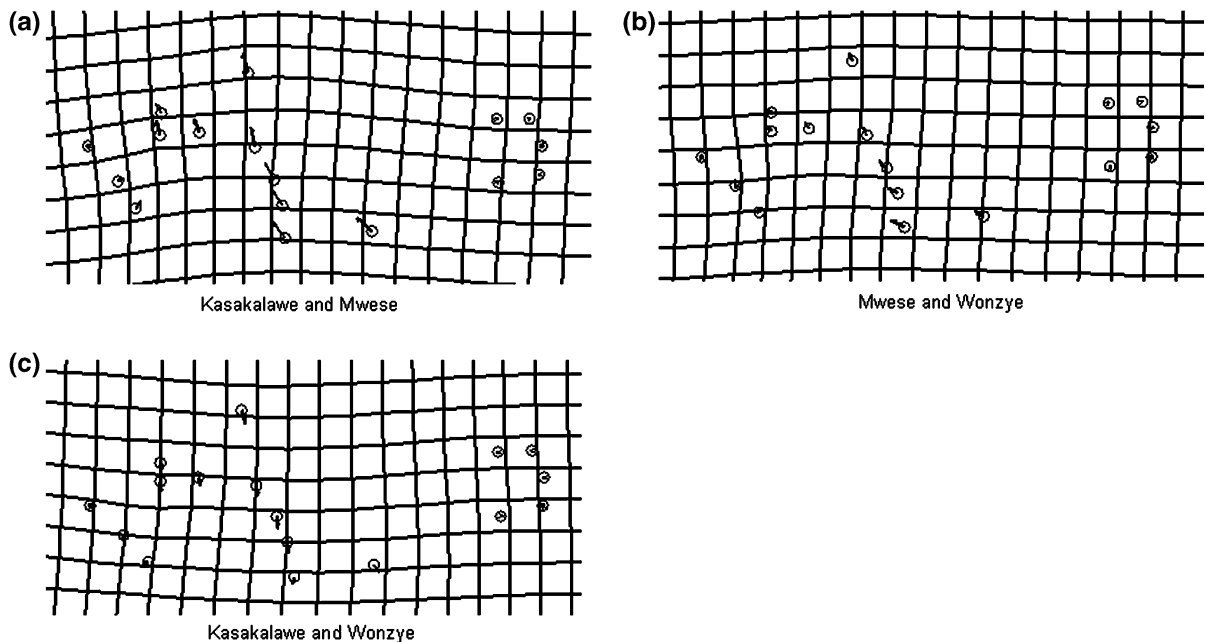 (a)
Kasakalawe and Mwese
(b)
Mwese and Wonzye
(c)
Kasakalawe and Wonzye